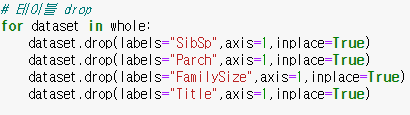 # 테이블 drop
for dataset in whole:
    dataset.drop(labels="SibSp",axis=1,inplace=True)
    dataset.drop(labels="Parch",axis=1,inplace=True)
    dataset.drop(labels="FamilySize",axis=1,inplace=True)
    dataset.drop(labels="Title",axis=1,inplace=True)